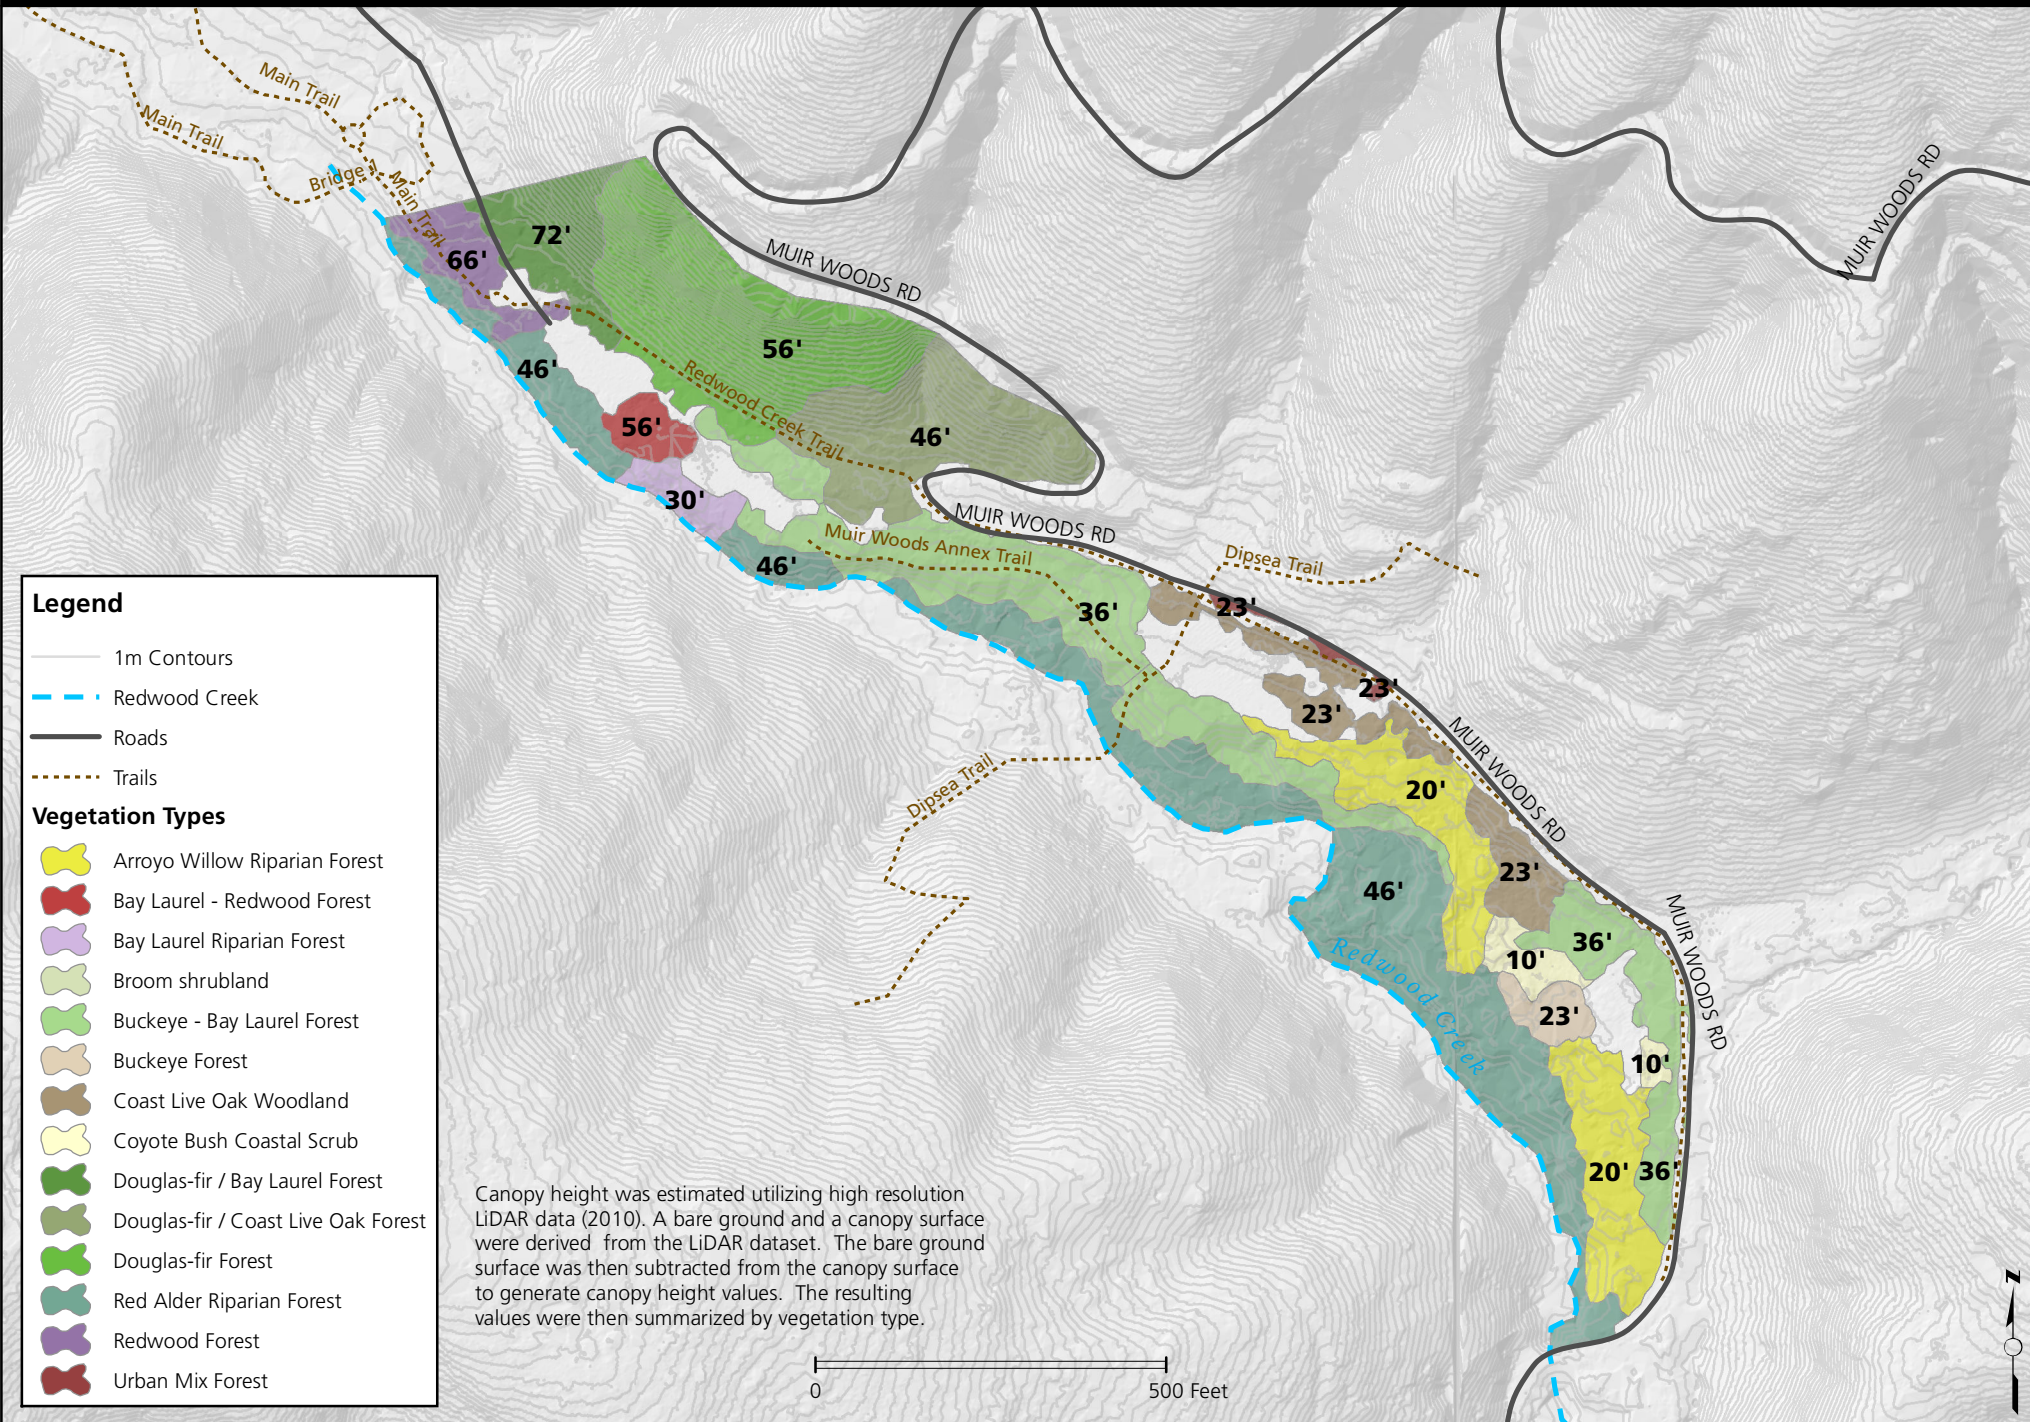 Main Trail
Main Trail
Bridge 1
Main Trail
72'
66'
MUIR WOODS RD
MUIR WOODS RD
56'
46'
Redwood Creek Trail
56'
46'
30'
MUIR WOODS RD
Muir Woods Annex Trail
46'
Dipsea Trail
36'
23'
23'
23'
MUIR WOODS RD
Dipsea Trail
20'
23'
46'
MUIR WOODS RD
36'
10'
Redwood Creek
23'
10'
20'
36'
Legend
1m Contours
Redwood Creek
Roads
Trails
Vegetation Types
Arroyo Willow Riparian Forest
Bay Laurel - Redwood Forest
Bay Laurel Riparian Forest
Broom shrubland
Buckeye - Bay Laurel Forest
Buckeye Forest
Coast Live Oak Woodland
Coyote Bush Coastal Scrub
Douglas-fir / Bay Laurel Forest
Douglas-fir / Coast Live Oak Forest
Douglas-fir Forest
Red Alder Riparian Forest
Redwood Forest
Urban Mix Forest
Canopy height was estimated utilizing high resolution
LiDAR data (2010). A bare ground and a canopy surface
were derived from the LiDAR dataset. The bare ground
surface was then subtracted from the canopy surface
to generate canopy height values. The resulting
values were then summarized by vegetation type.
0 500 Feet
N